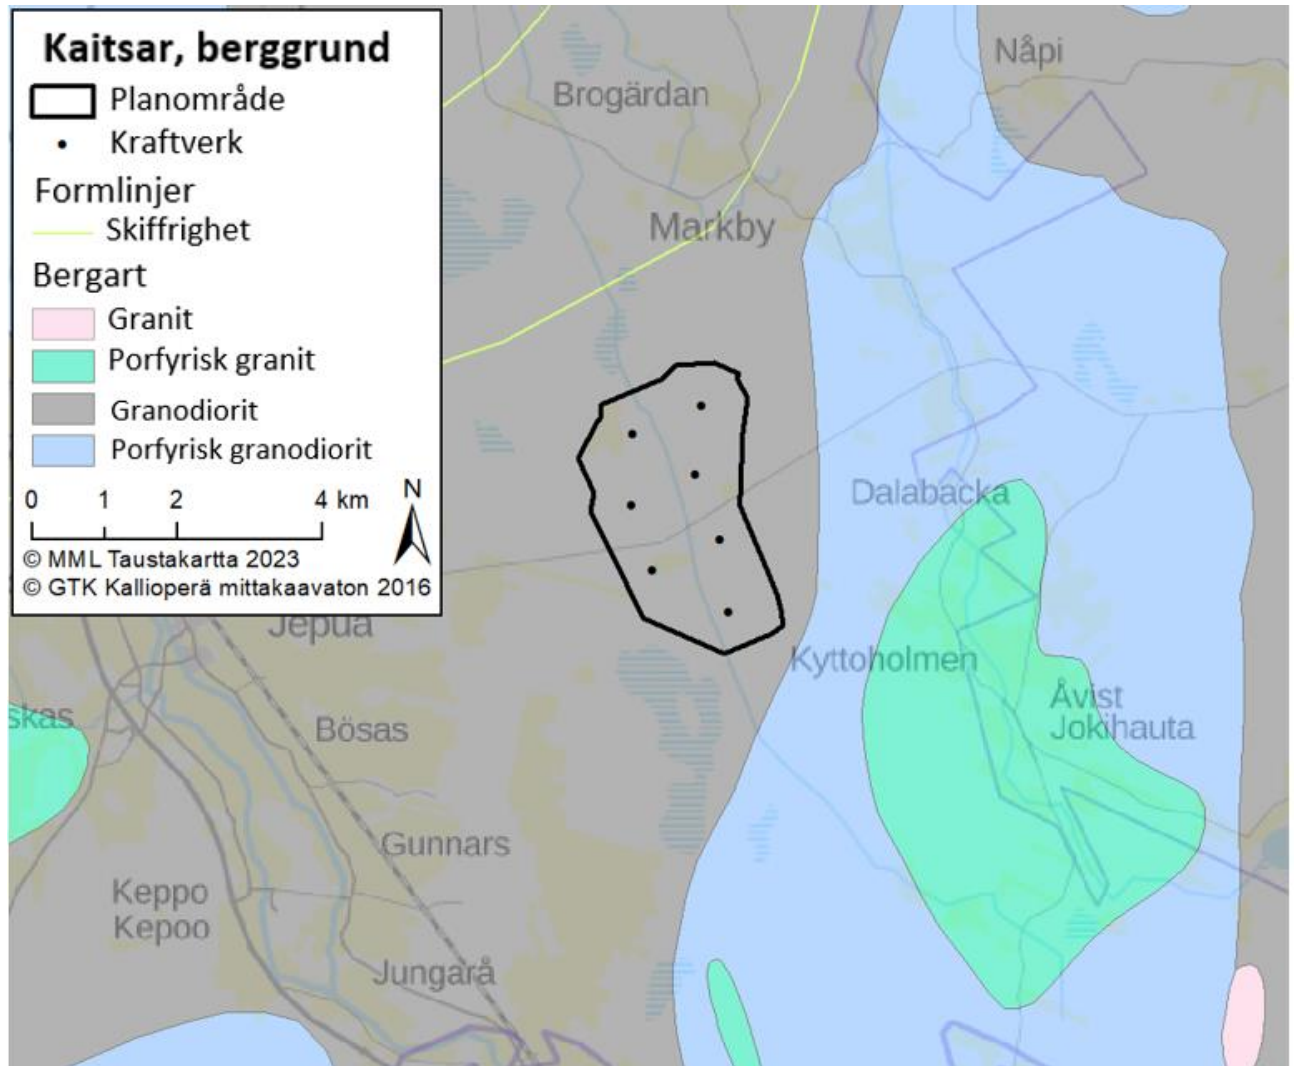 Kaitsar, berggrund
Planområde
Kraftverk
Formlinjer
Skiffrighet
Bergart
Granit
Porfyrisk granit
Granodiorit
Porfyrisk granodiorit
0 1 2 4 km N
© MML Taustakartta 2023
© GTK Kallioperä mittakaavaton 2016
Nåpi
Brogärdan
Markby
Dalabacka
Jepua
Kyttoholmen
Åvist
Jokihauta
skas
Bösas
Gunnars
Keppo
Kepoo
Jungarå